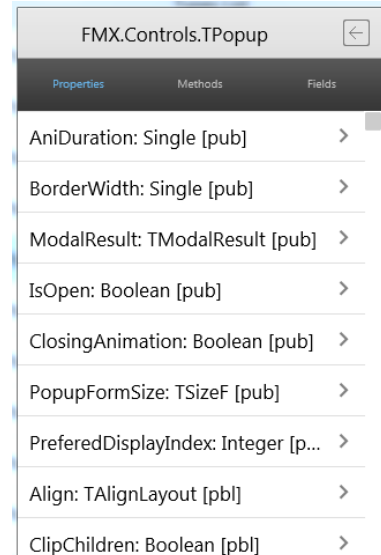 FMX.Controls.TPopup
Properties Methods Fields
AniDuration: Single [pub]
BorderWidth: Single [pub]
ModalResult: TModalResult [pub]
IsOpen: Boolean [pub]
ClosingAnimation: Boolean [pub]
PopupFormSize: TSizeF [pub]
PreferedDisplayIndex: Integer [p...
Align: TAlignLayout [pbl]
ClipChildren: Boolean [pbl]